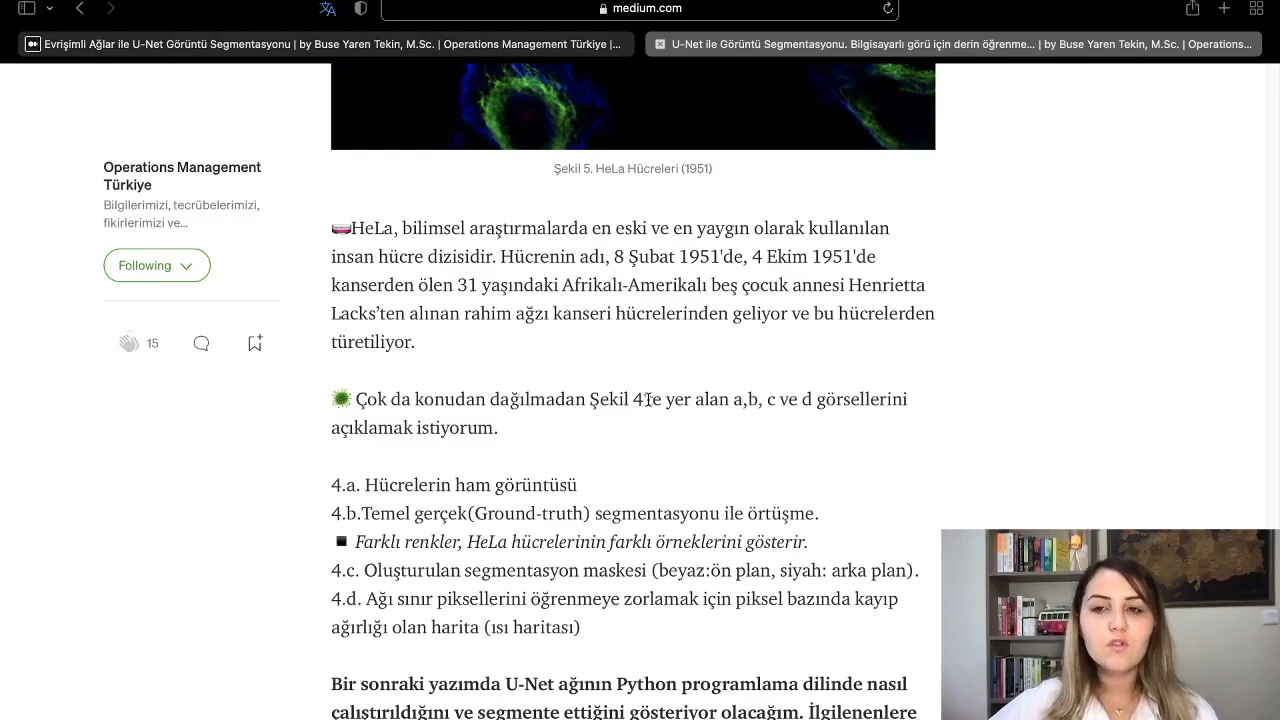 medium.com
Evrişimli Ağlar ile U-Net Görüntü Segmentasyonu | by Buse Yaren Tekin, M.Sc. | Operations Management Türkiye |...
U-Net ile Görüntü Segmentasyonu. Bilgisayarlı görü için derin öğrenme... | by Buse Yaren Tekin, M.Sc. | Operations...
Operations Management
Türkiye
Bilgilerimizi, tecrübelerimizi,
fikirlerimizi ve...
Following
15
Şekil 5. HeLa Hücreleri (1951)
HeLa, bilimsel araştırmalarda en eski ve en yaygın olarak kullanılan
insan hücre dizisidir. Hücrenin adı, 8 Şubat 1951'de, 4 Ekim 1951'de
kanserden ölen 31 yaşındaki Afrikalı-Amerikalı beş çocuk annesi Henrietta
Lacks’ten alınan rahim ağzı kanseri hücrelerinden geliyor ve bu hücrelerden
türetiliyor.
Çok da konudan dağılmadan Şekil yer alan a,b, c ve d görsellerini
açıklamak istiyorum.
4.a. Hücrelerin ham görüntüsü
4.b.Temel gerçek(Ground-truth) segmentasyonu ile örtüşme.
Farklı renkler, HeLa hücrelerinin farklı örneklerini gösterir.
4.c. Oluşturulan segmentasyon maskesi (beyaz:ön plan, siyah: arka plan).
4.d. Ağı sınır piksellerini öğrenmeye zorlamak için piksel bazında kayıp
ağırlığı olan harita (ısı haritası)
Bir sonraki yazımda U-Net ağının Python programlama dilinde nasıl
çalıştırıldığını ve segmente ettiğini gösteriyor olacağım. İlgilenenlere